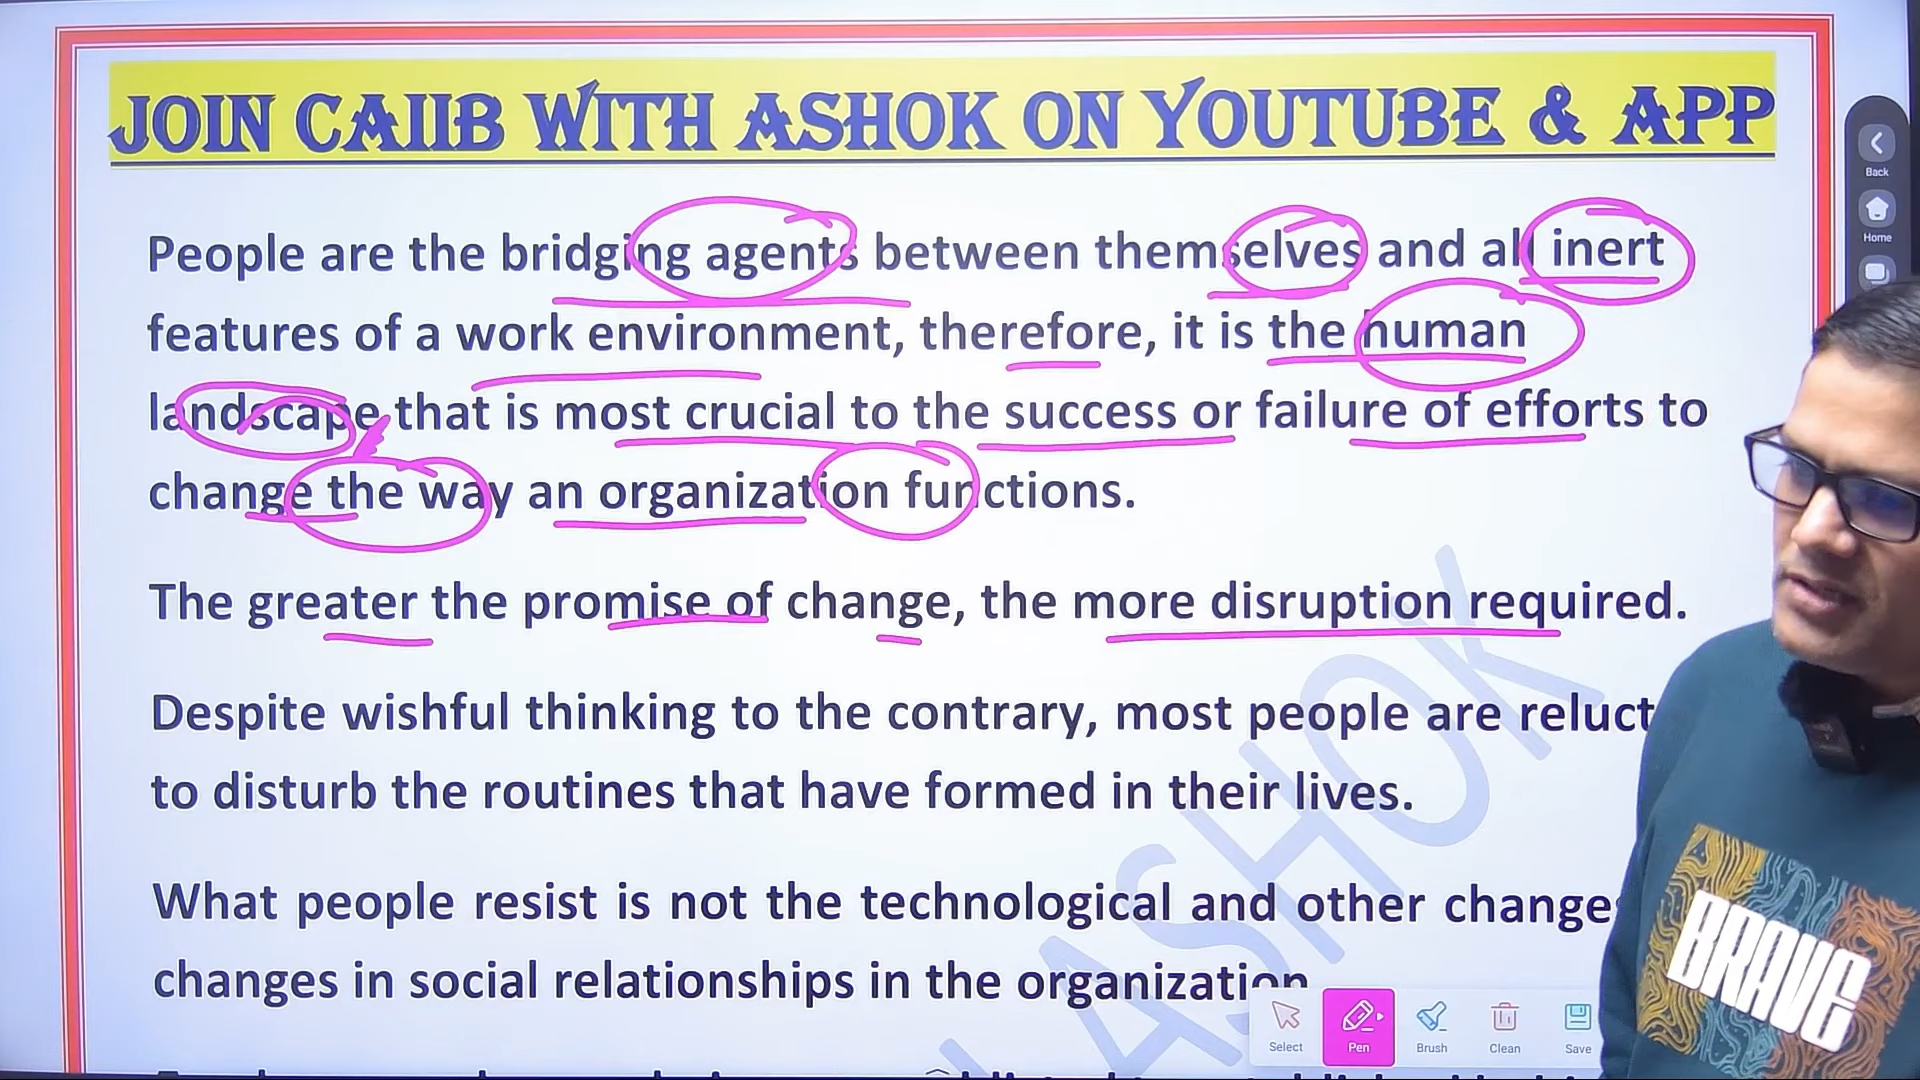 JOIN CAIIB WITH ASHOK ON YOUTUBE & APP
People are the bridging agents between themselves and all inert
features of a work environment, therefore, it is the human
landscape that is most crucial to the success or failure of efforts to
change the way an organization functions.
The greater the promise of change, the more disruption required.
Despite wishful thinking to the contrary, most people are reluct
to disturb the routines that have formed in their lives.
What people resist is not the technological and other changes
changes in social relationships in the organization
ASHOK
Back
Home
Select
Pen
Brush
Clean
Save
BRAVE